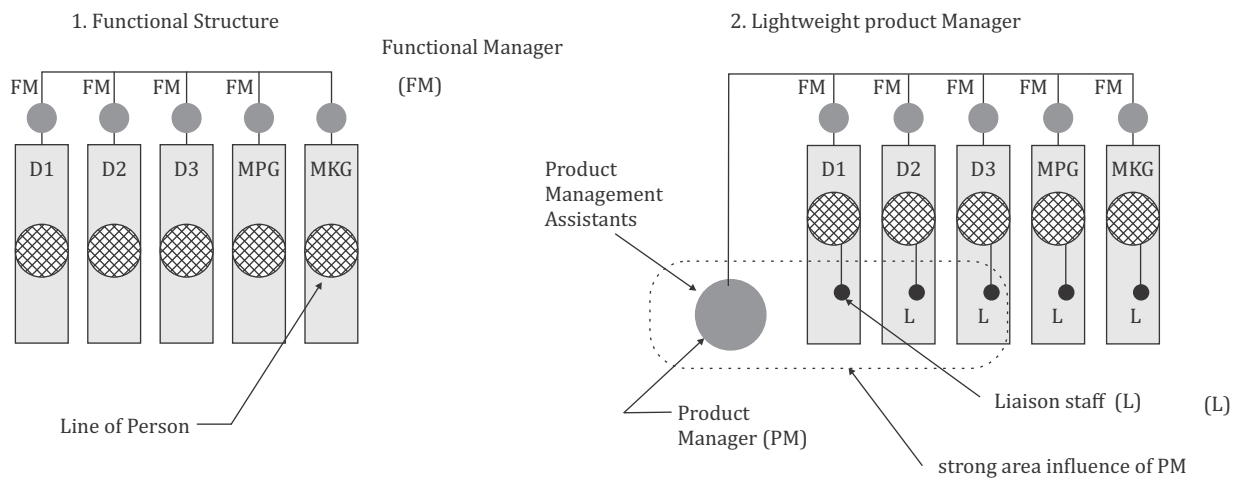 1. Functional Structure
Functional Manager
(FM)
FM FM FM FM
D1 D2 D3 MPG MKG
Line of Person
2. Lightweight product Manager
FM FM FM FM FM
D1 D2 D3 MPG MKG
Product
Management
Assistants
L L L L
Product
Manager (PM)
Liaison staff (L) (L)
strong area influence of PM